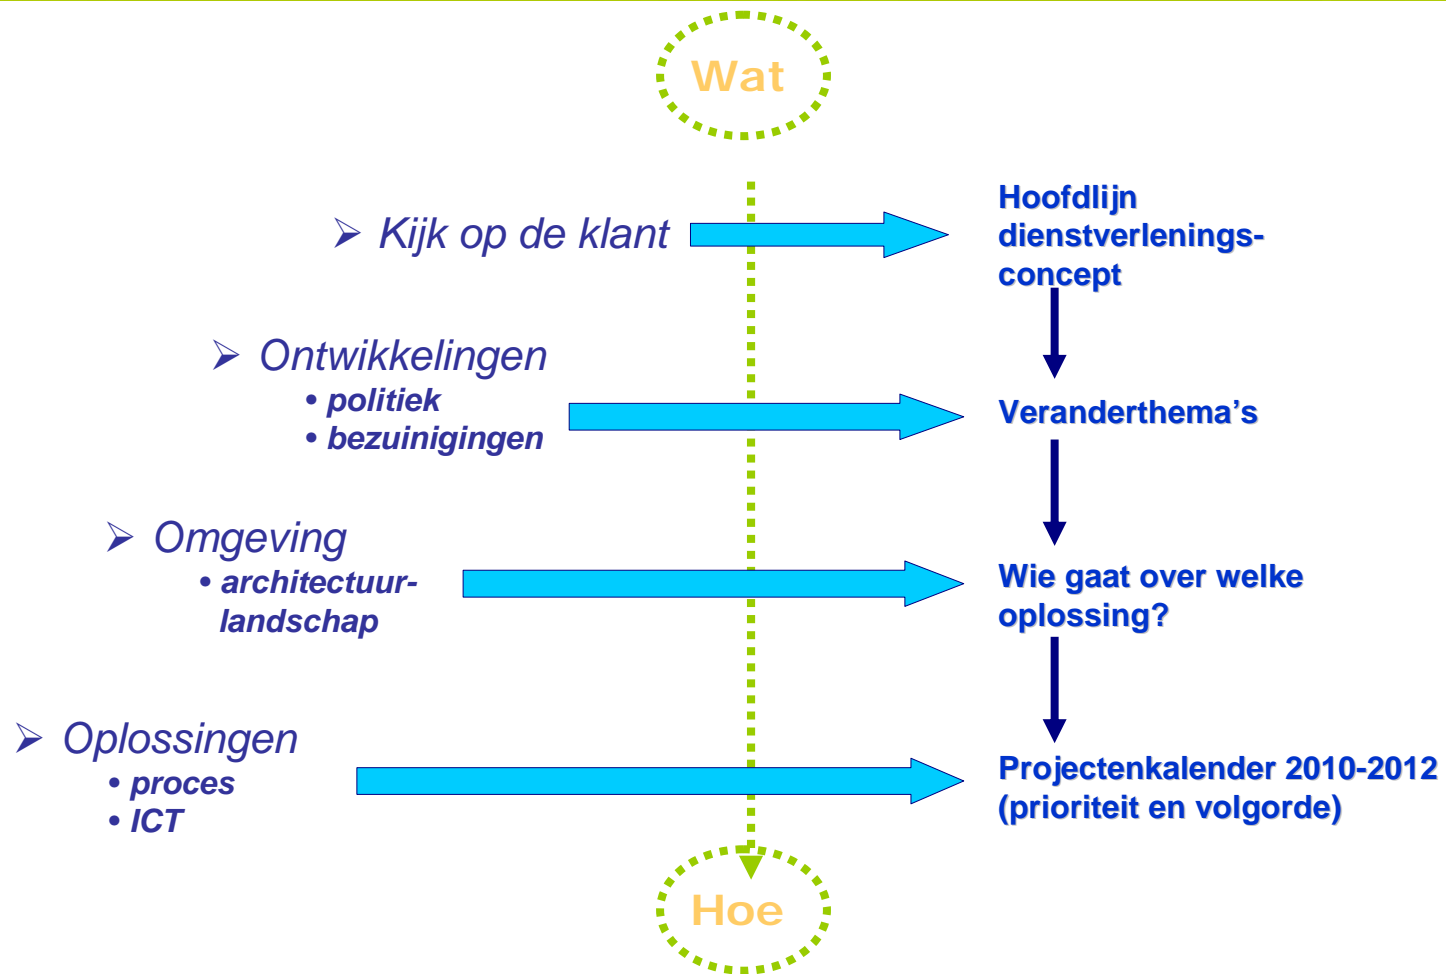 Wat
➢ Kijk op de klant
Hoofdlijn
dienstverlenings-
concept
➢ Ontwikkelingen
• politiek
• bezuinigingen
Veranderthema’s
➢ Omgeving
• architectuur-
landschap
Wie gaat over welke
oplossing?
➢ Oplossingen
• proces
• ICT
Projectenkalender 2010-2012
(prioriteit en volgorde)
Hoe